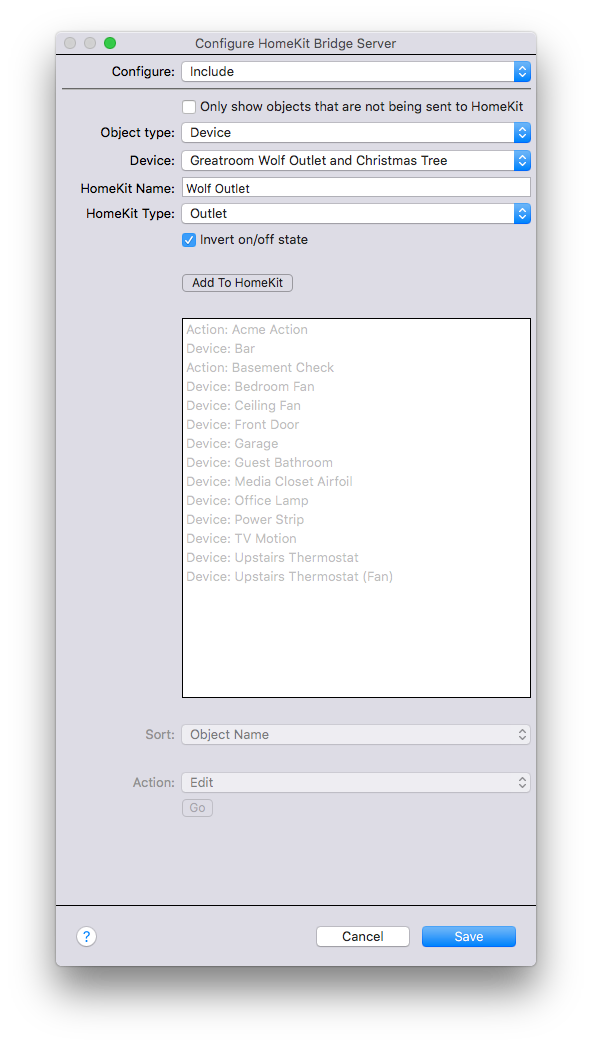 Configure HomeKit Bridge Server
Configure: Include
Only show objects that are not being sent to HomeKit
Object type: Device
Device: Greatroom Wolf Outlet and Christmas Tree
HomeKit Name: Wolf Outlet
HomeKit Type: Outlet
Invert on/off state
Add To HomeKit
Action: Acme Action
Device: Bar
Action: Basement Check
Device: Bedroom Fan
Device: Ceiling Fan
Device: Front Door
Device: Garage
Device: Guest Bathroom
Device: Media Closet Airfoil
Device: Office Lamp
Device: Power Strip
Device: TV Motion
Device: Upstairs Thermostat
Device: Upstairs Thermostat (Fan)
Sort: Object Name
Action: Edit
Go
? Cancel Save